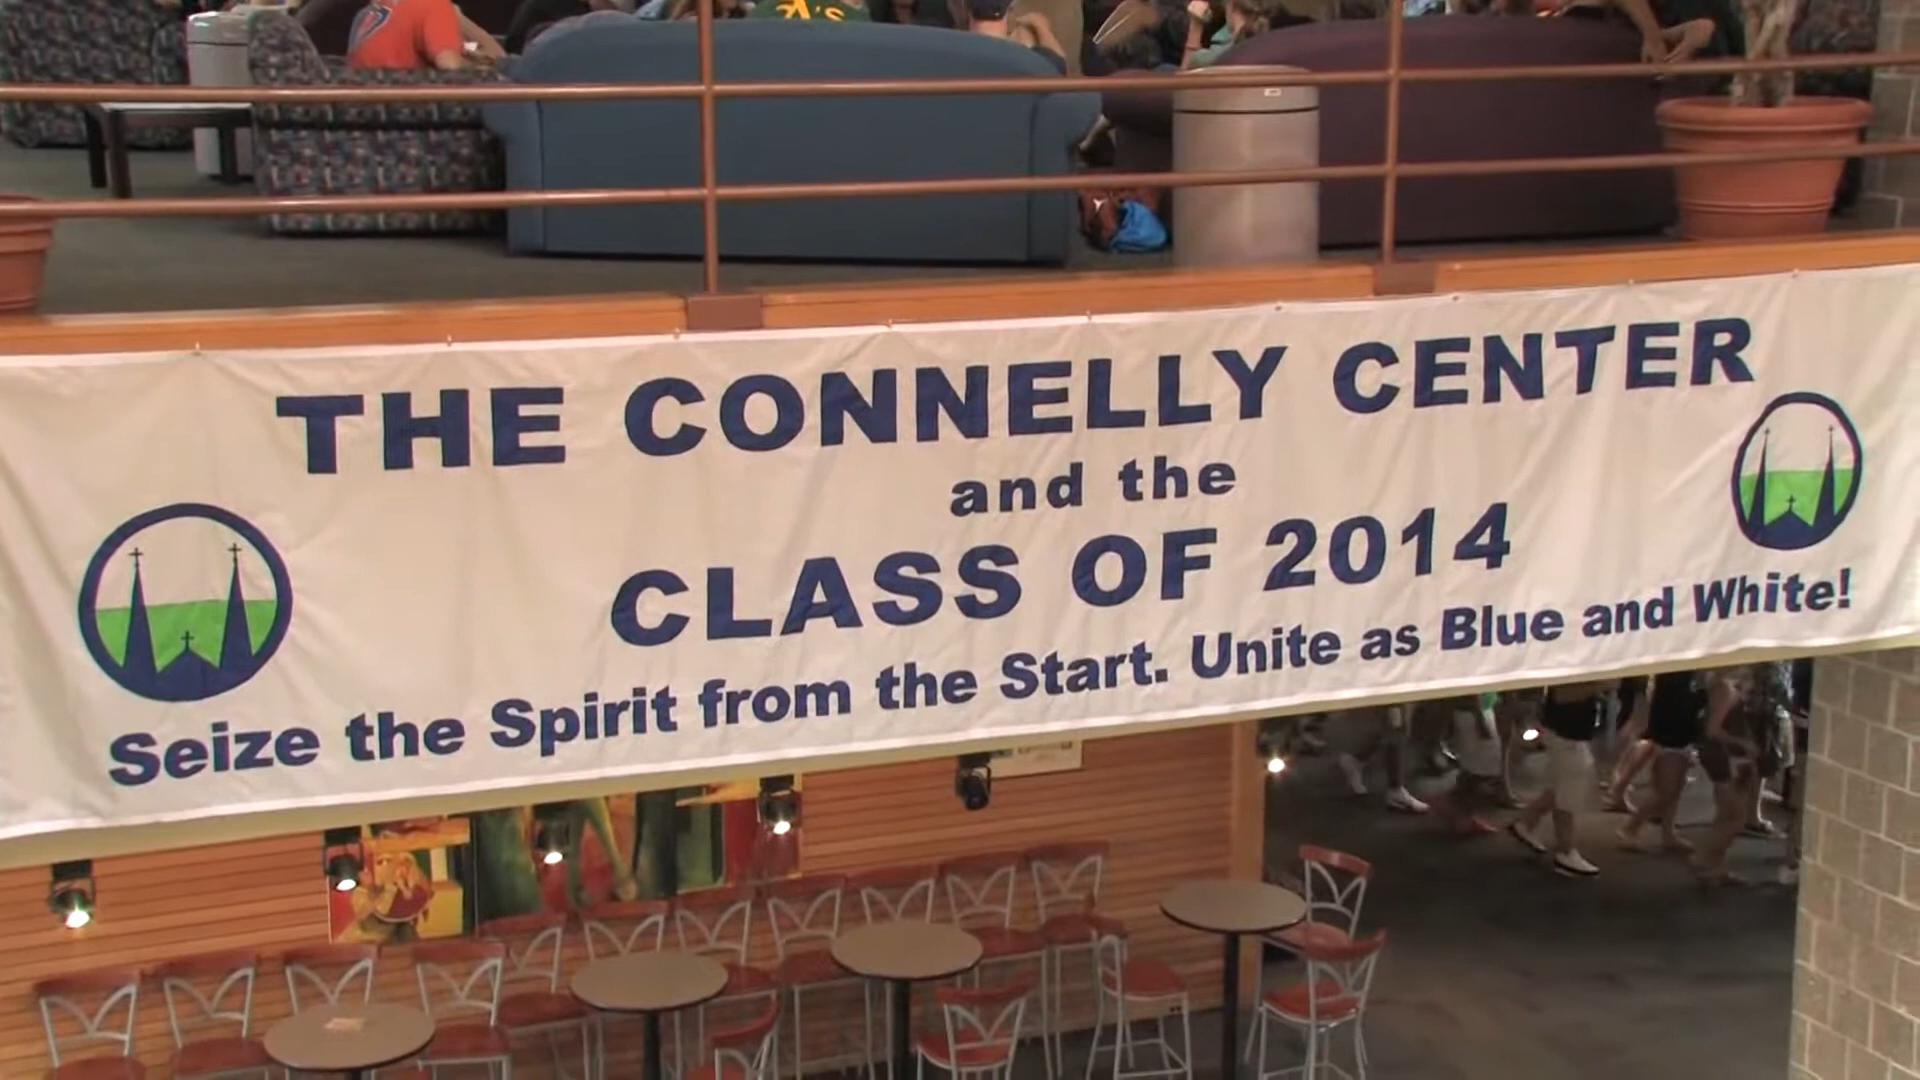 A's
THE CONNELLY CENTER
and the
CLASS OF 2014
Seize the Spirit from the Start. Unite as Blue and White!